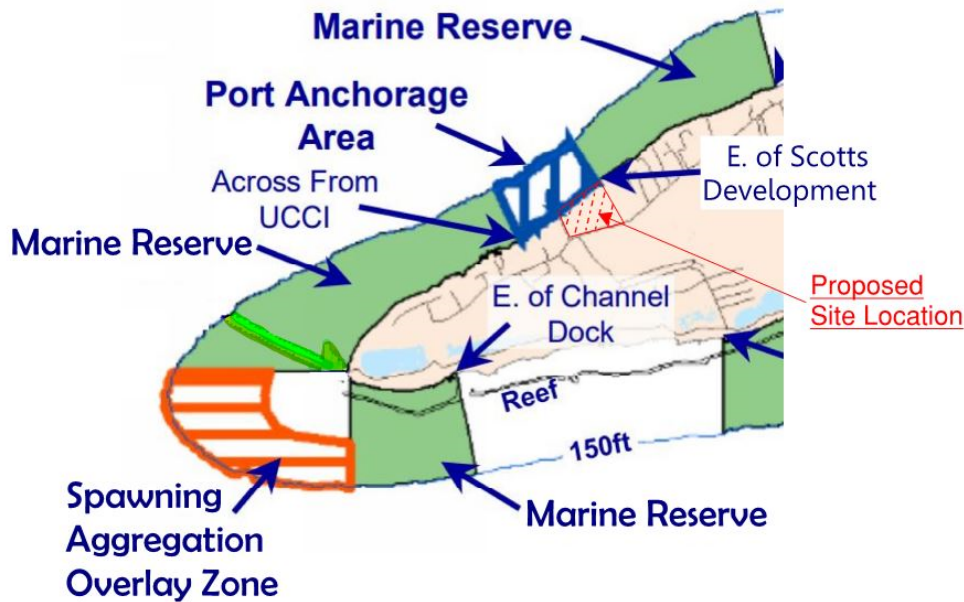 Marine Reserve
Port Anchorage
Area
Across From
UCCI
E. of Scotts
Development
Marine Reserve
Proposed
Site Location
E. of Channel
Dock
Reef
150ft
Spawning
Aggregation
Overlay Zone
Marine Reserve